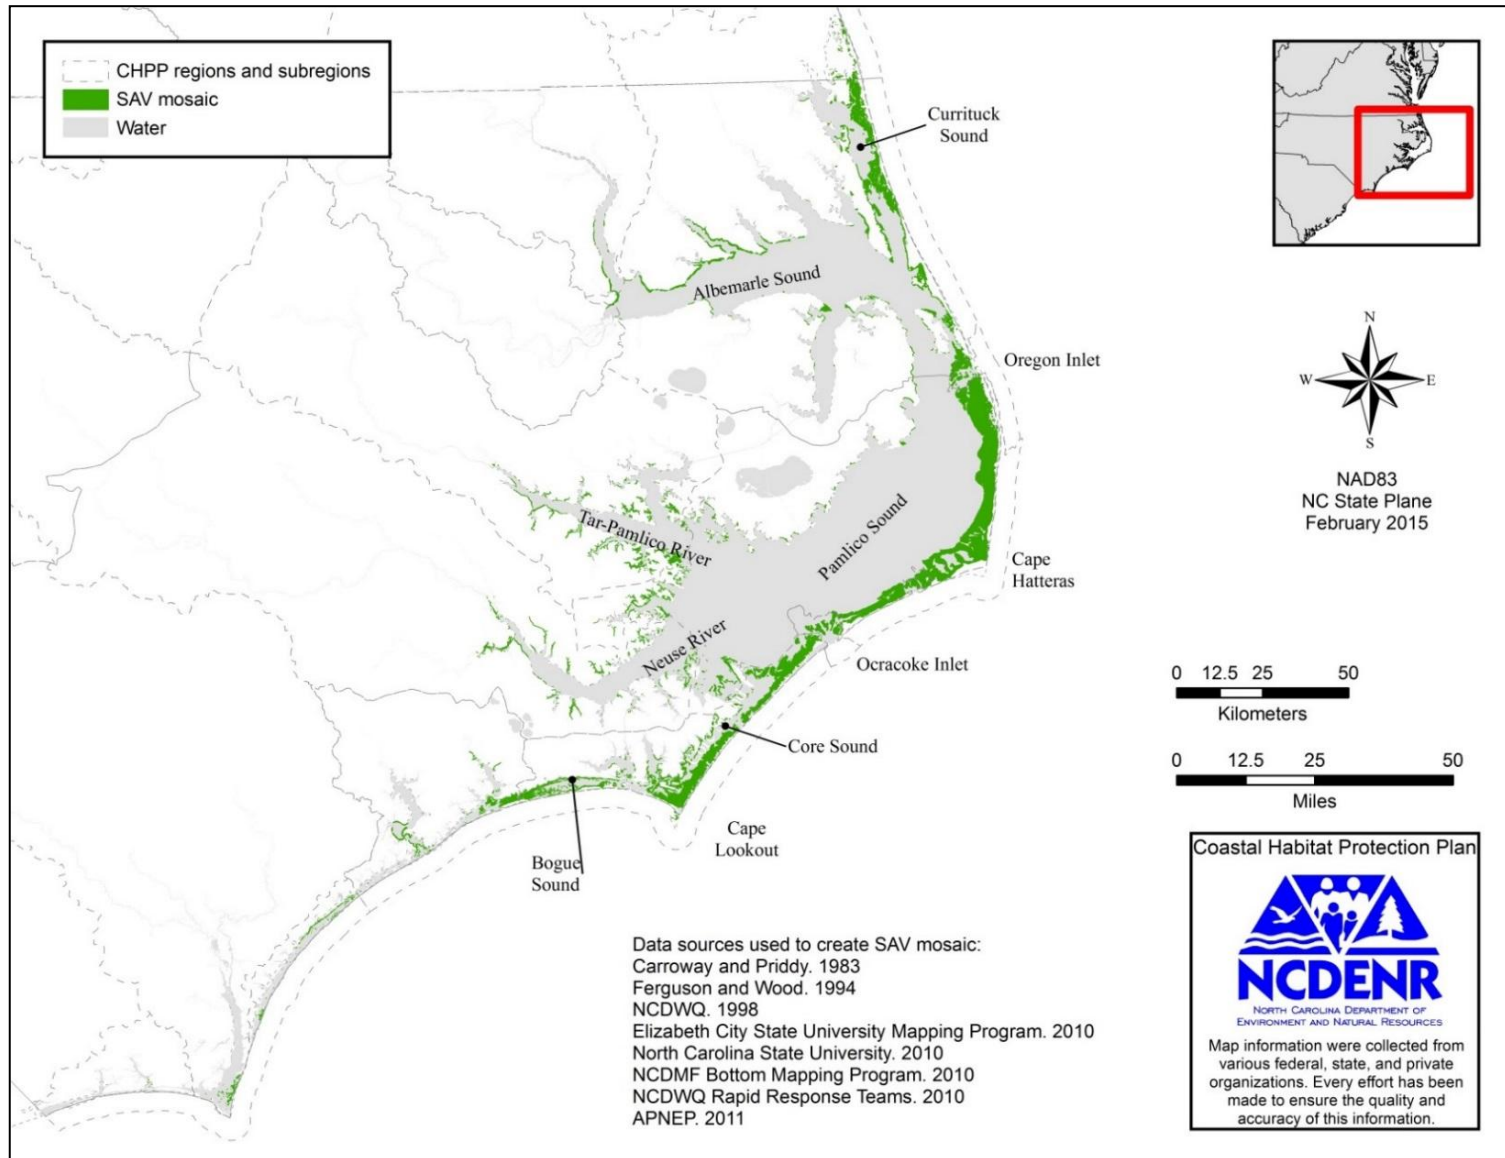 CHPP regions and subregions
SAV mosaic
Water
Currituck
Sound
Albemarle Sound
Oregon Inlet
N
W
E
S
NAD83
NC State Plane
February 2015
Tar-Pamlico River
Pamlico Sound
Cape
Hatteras
Neuse River
Ocracoke Inlet
0 12.5 25 50
Kilometers
Core Sound
0 12.5 25 50
Miles
Cape
Lookout
Bogue
Sound
Data sources used to create SAV mosaic:
Carroway and Priddy. 1983
Ferguson and Wood. 1994
NCDWQ. 1998
Elizabeth City State University Mapping Program. 2010
North Carolina State University. 2010
NCDMF Bottom Mapping Program. 2010
NCDWQ Rapid Response Teams. 2010
APNEP. 2011
Coastal Habitat Protection Plan
NCDENR
NORTH CAROLINA DEPARTMENT OF
ENVIRONMENT AND NATURAL RESOURCES
Map information were collected from
various federal, state, and private
organizations. Every effort has been
made to ensure the quality and
accuracy of this information.